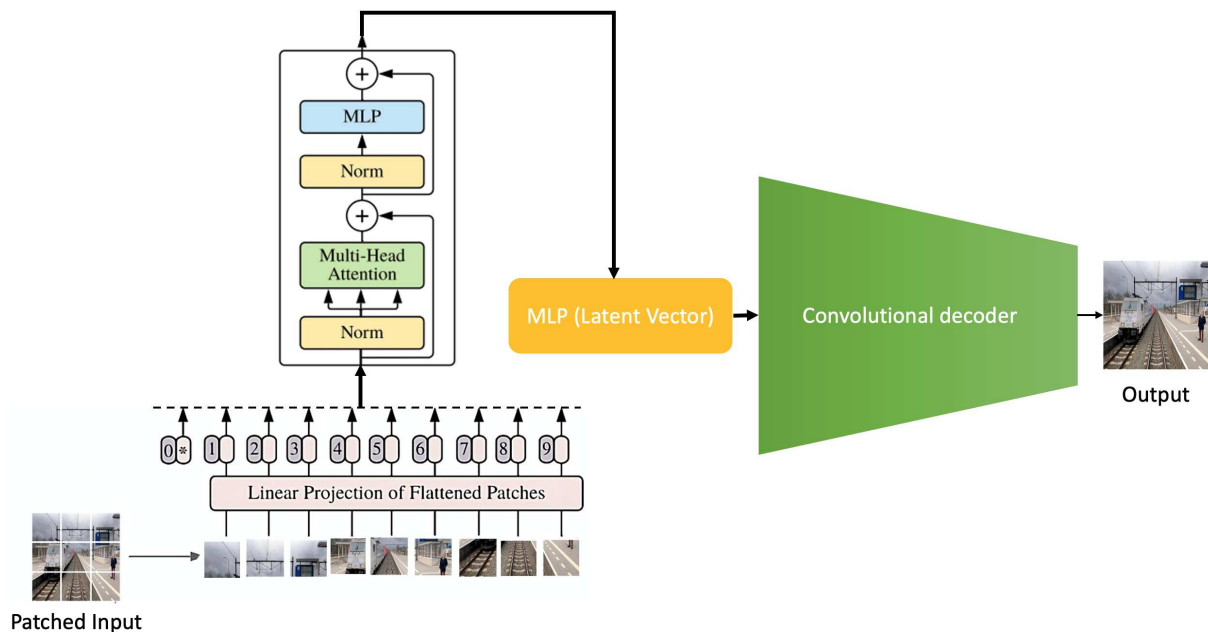 +
MLP
Norm
+
Multi-Head
Attention
Norm
MLP (Latent Vector)
Convolutional decoder
Output
0 * 1 2 3 4 5 6 7 8 9
Linear Projection of Flattened Patches
Patched Input